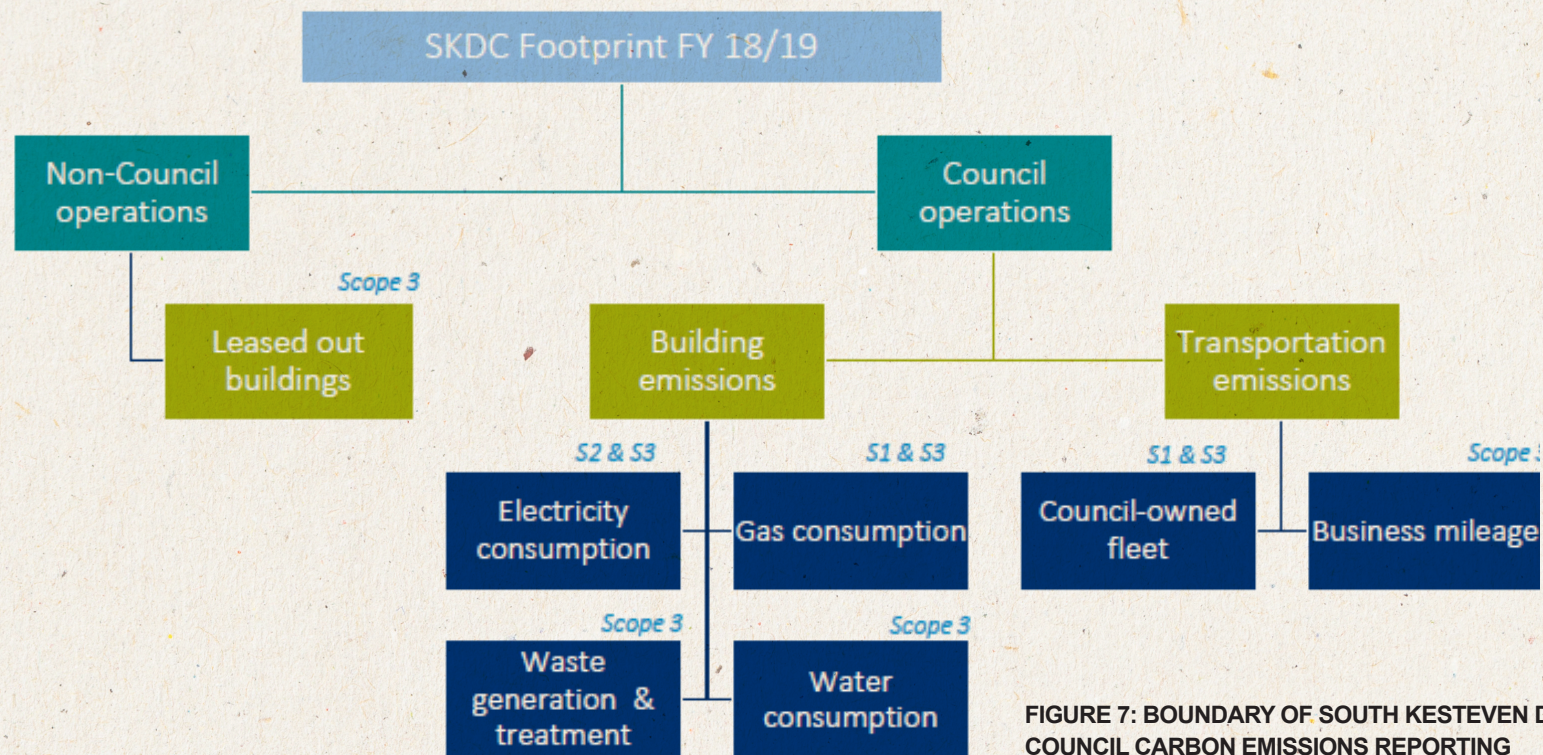 SKDC Footprint FY 18/19
Non-Council
operations
Council
operations
Scope 3
Leased out
buildings
Building
emissions
Transportation
emissions
S2 & S3
Electricity
consumption
S1 & S3
Gas consumption
S1 & S3
Council-owned
fleet
Scope
Business mileage
Scope 3
Waste
generation &
treatment
Scope 3
Water
consumption
FIGURE 7: BOUNDARY OF SOUTH KESTEVEN
COUNCIL CARBON EMISSIONS REPORTING